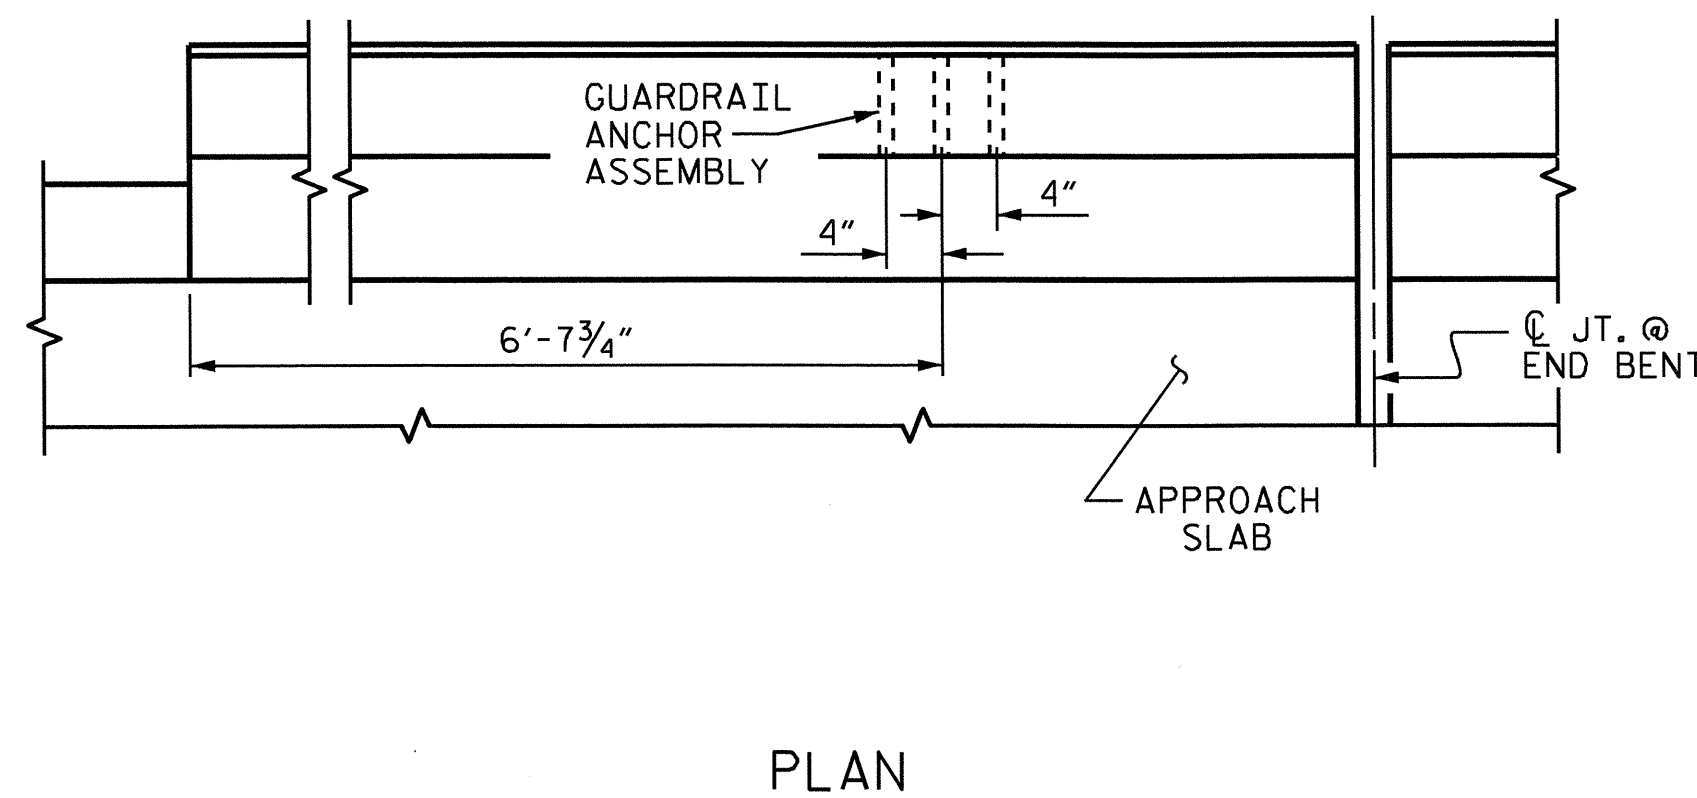 GUARDRAIL
ANCHOR
ASSEMBLY
4"
4"
6'-7¾"
℄ JT. @
END BENT
APPROACH
SLAB
PLAN